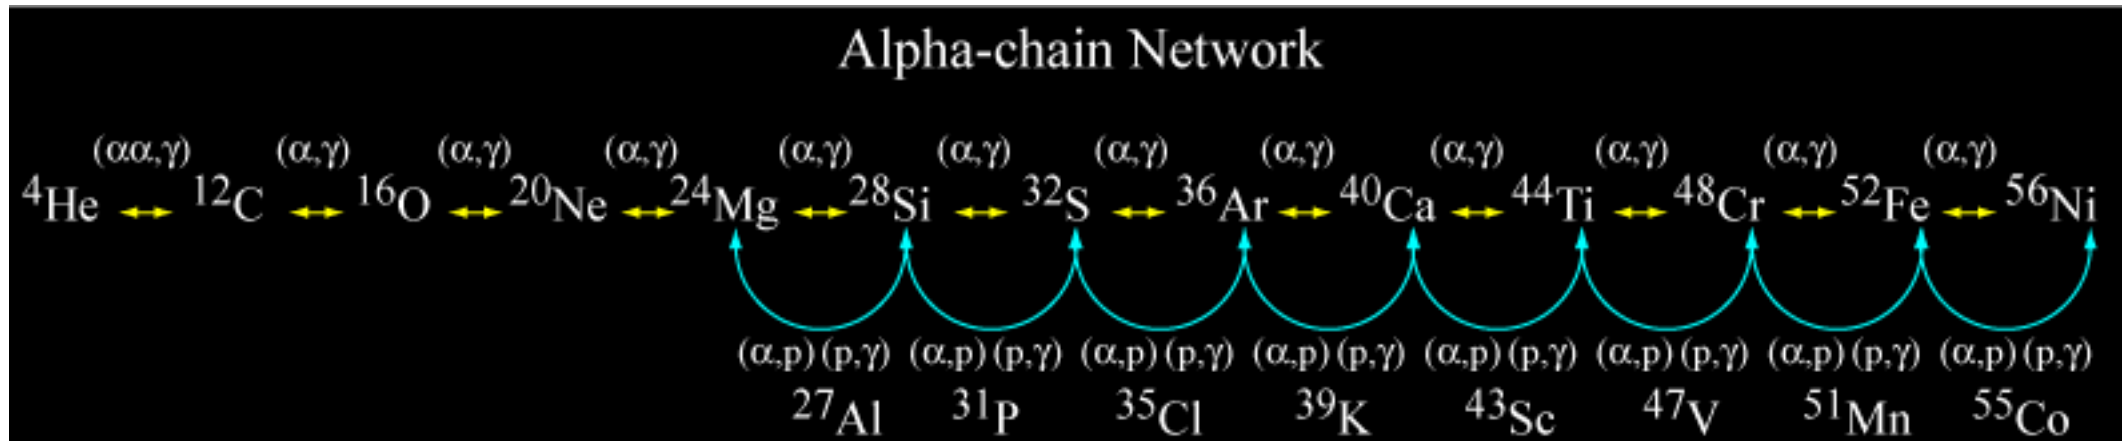 Alpha-chain Network
(αα,γ) (α,γ) (α,γ) (α,γ) (α,γ) (α,γ) (α,γ) (α,γ) (α,γ) (α,γ) (α,γ) (α,γ)
⁴He ¹²C ¹⁶O ²⁰Ne ²⁴Mg ²⁸Si ³²S ³⁶Ar ⁴⁰Ca ⁴⁴Ti ⁴⁸Cr ⁵²Fe ⁵⁶Ni
(α,p) (p,γ) (α,p) (p,γ) (α,p) (p,γ) (α,p) (p,γ) (α,p) (p,γ) (α,p) (p,γ) (α,p) (p,γ) (α,p) (p,γ)
²⁷Al ³¹P ³⁵Cl ³⁹K ⁴³Sc ⁴⁷V ⁵¹Mn ⁵⁵Co